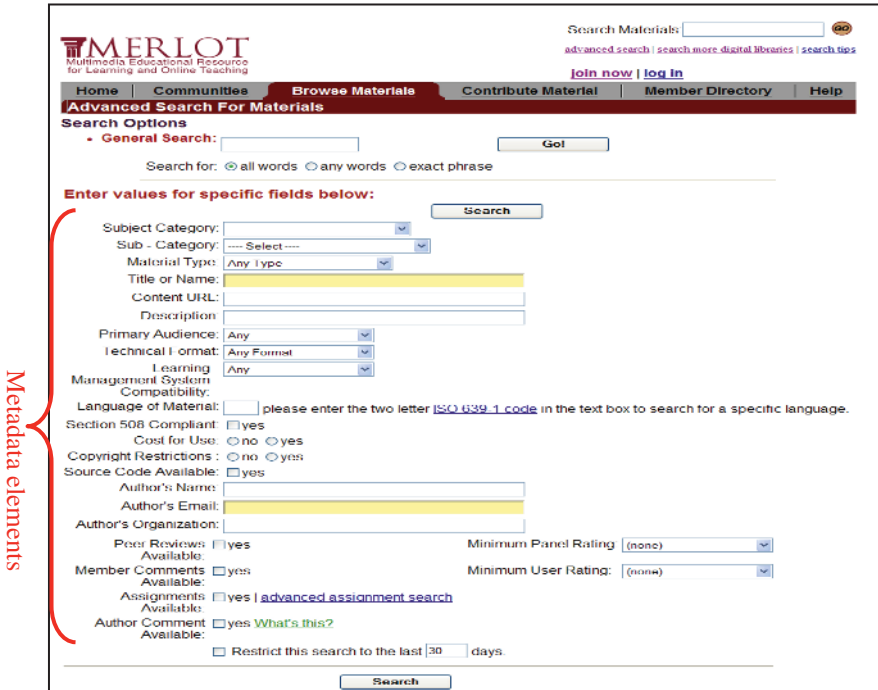 Search Materials GO
MERLOT
advanced search | search more digital libraries | search tips
Multimedia Educational Resource
for Learning and Online Teaching
join now | log in
Home | Communities Browse Materials Contribute Material | Member Directory | Help
Advanced Search For Materials
Search Options
• General Search: Go!
Search for: all words any words exact phrase
Enter values for specific fields below:
Search
Subject Category:
Sub - Category: ---- Select ----
Material Type: Any Type
Title or Name:
Content URL:
Description:
Primary Audience: Any
Technical Format: Any Format
Learning Any
Management System
Compatibility:
Language of Material: please enter the two letter ISO 639-1 code in the text box to search for a specific language.
Section 508 Compliant: yes
Cost for Use: no yes
Copyright Restrictions : no yes
Source Code Available: yes
Author's Name:
Author's Email:
Author's Organization:
Peer Reviews yes Minimum Panel Rating: (none)
Available:
Member Comments yes Minimum User Rating: (none)
Available:
Assignments yes | advanced assignment search
Available:
Author Comment yes What's this?
Available:
Restrict this search to the last 30 days.
Search
Metadata elements